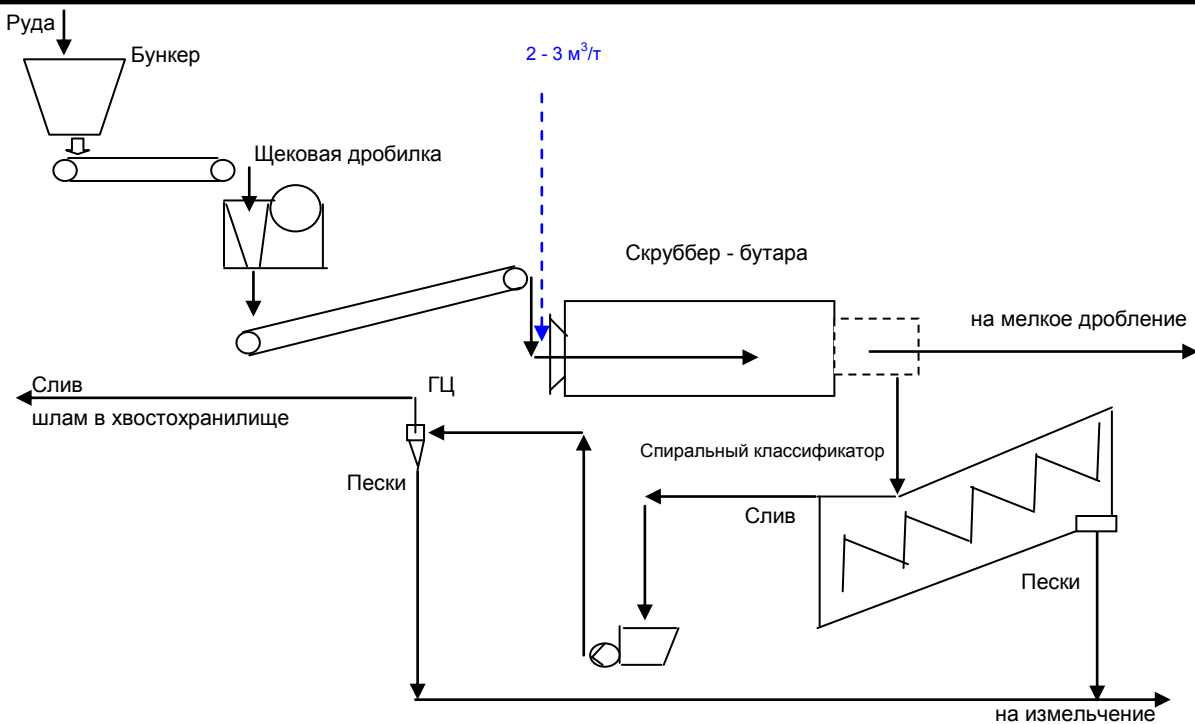 Руда
Бункер
2 - 3 м³/т
Щековая дробилка
Скруббер - бутара
на мелкое дробление
Слив
ГЦ
шлам в хвостохранилище
Спиральный классификатор
Пески
Слив
Пески
на измельчение